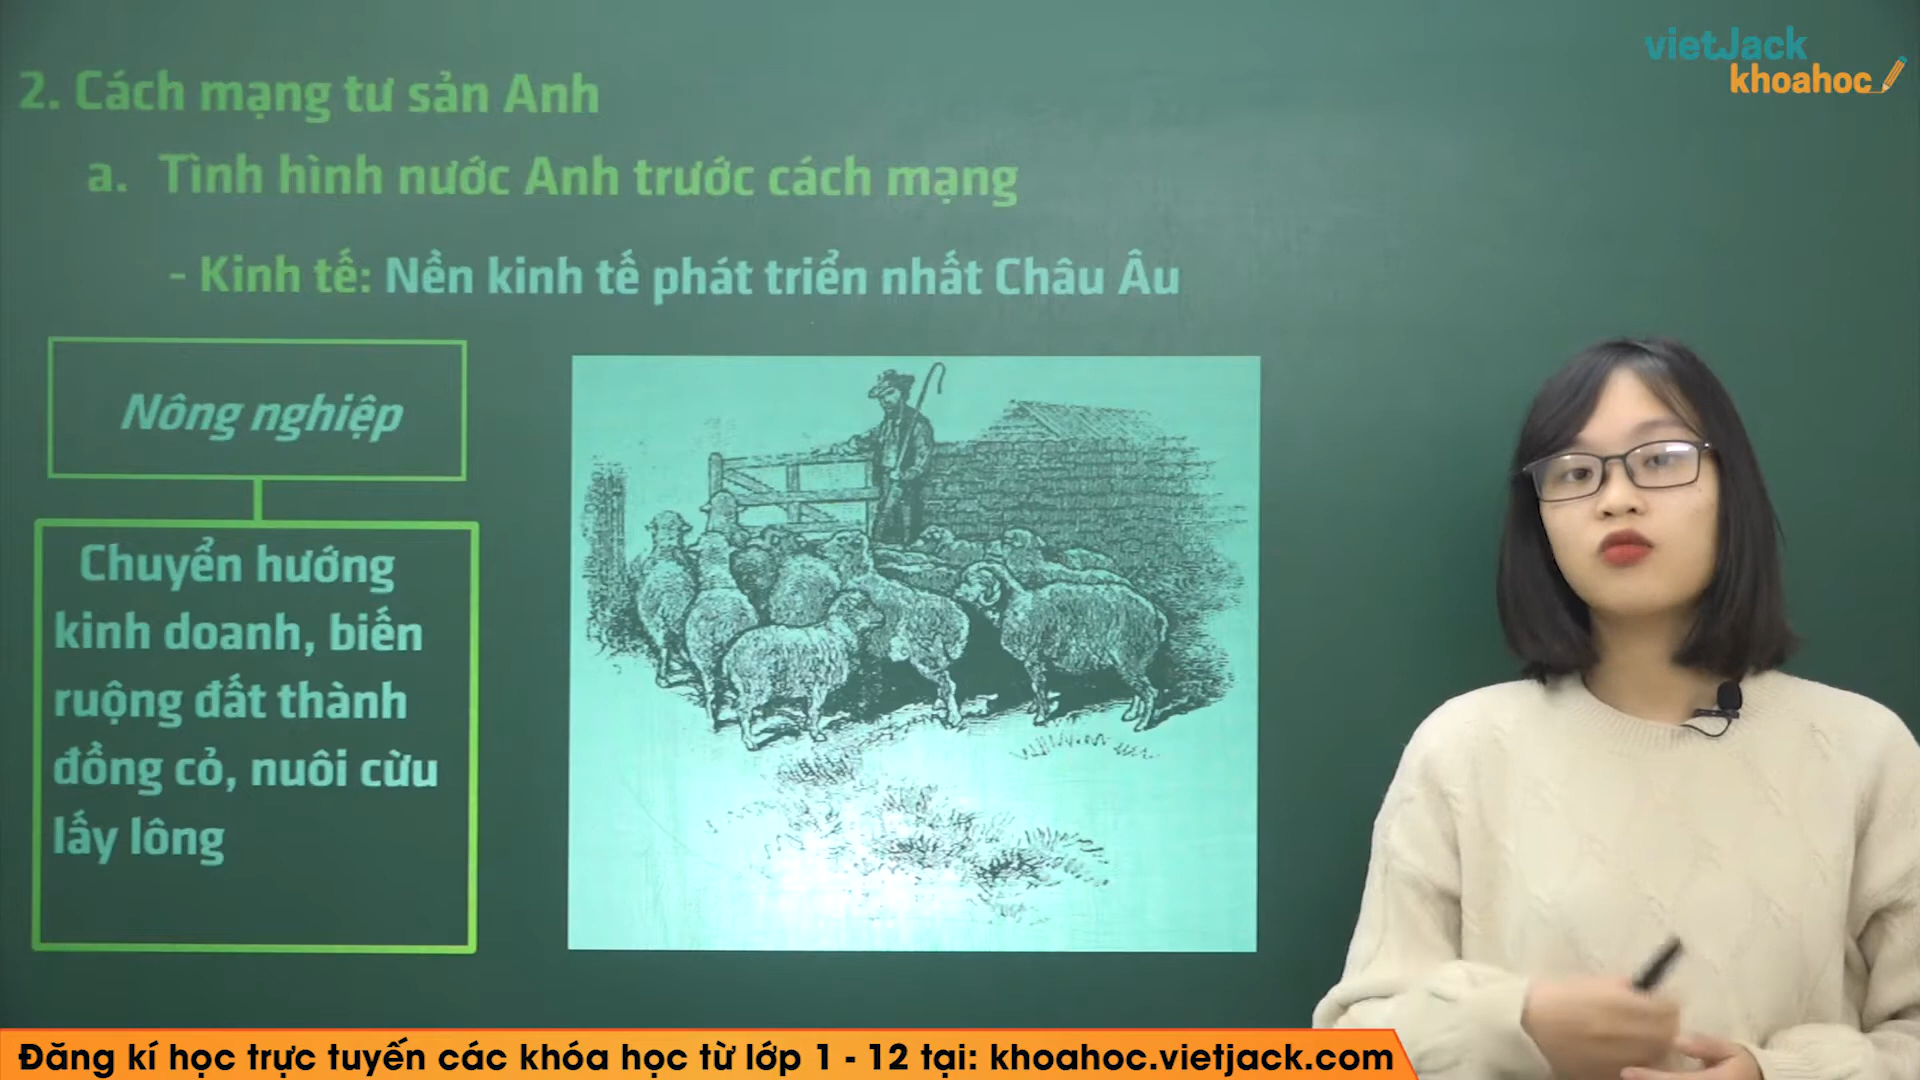 vietJack
khoahoc
2. Cách mạng tư sản Anh
a. Tình hình nước Anh trước cách mạng
- Kinh tế: Nền kinh tế phát triển nhất Châu Âu
Nông nghiệp
Chuyển hướng
kinh doanh, biến
ruộng đất thành
đồng cỏ, nuôi cừu
lấy lông
Đăng kí học trực tuyến các khóa học từ lớp 1 - 12 tại: khoahoc.vietjack.com